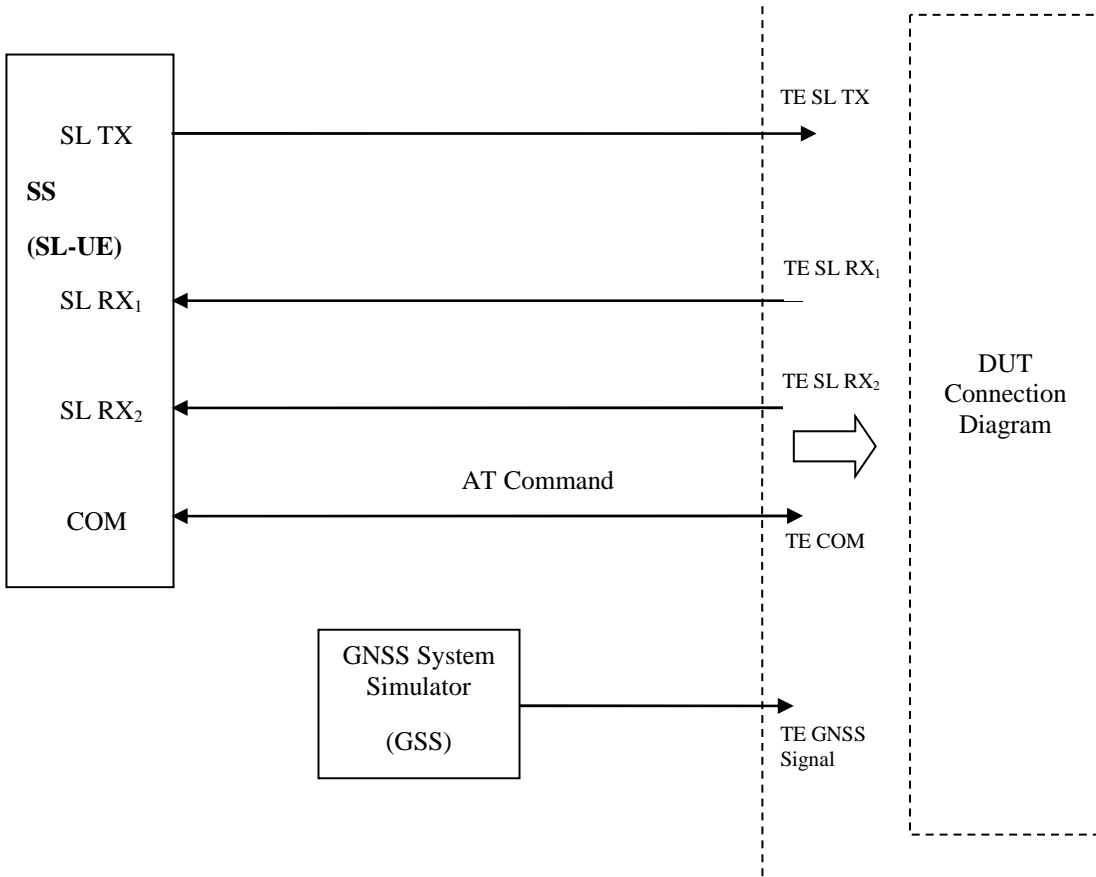 SL TX
SS
(SL-UE)
SL RX₁
SL RX₂
COM
AT Command
GNSS System
Simulator
(GSS)
TE SL TX
TE SL RX₁
TE SL RX₂
TE COM
TE GNSS
Signal
DUT
Connection
Diagram